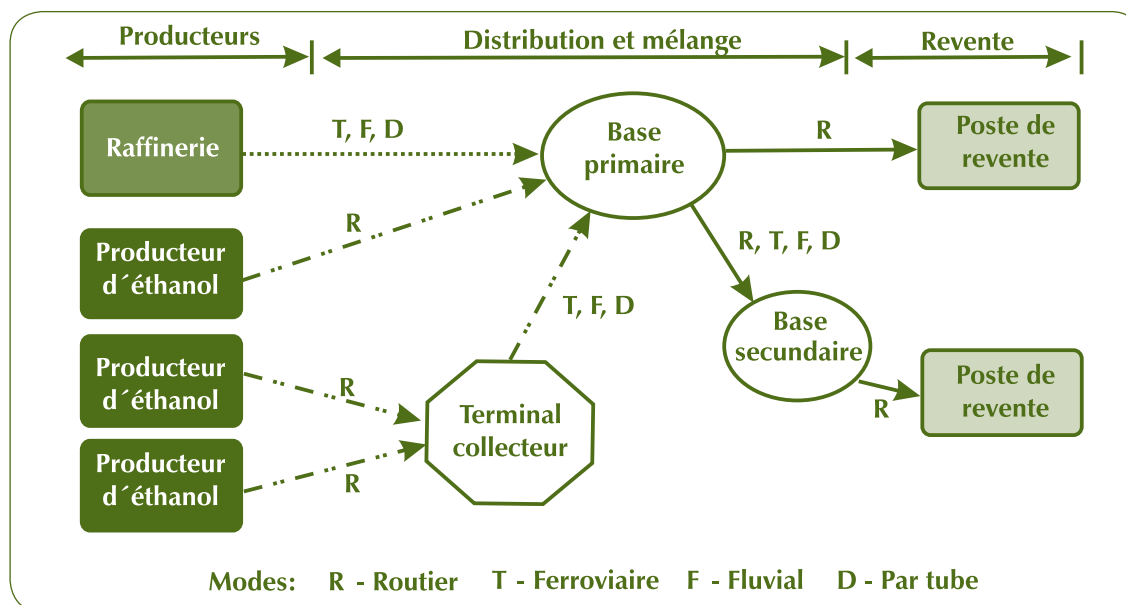 Producteurs
Distribution et mélange
Revente
Raffinerie
T, F, D
Base
primaire
R
Poste de
revente
Producteur
d´éthanol
R
R, T, F, D
T, F, D
Base
secundaire
Producteur
d´éthanol
R
Terminal
collecteur
R
Poste de
revente
Producteur
d´éthanol
R
Modes: R - Routier T - Ferroviaire F - Fluvial D - Par tube